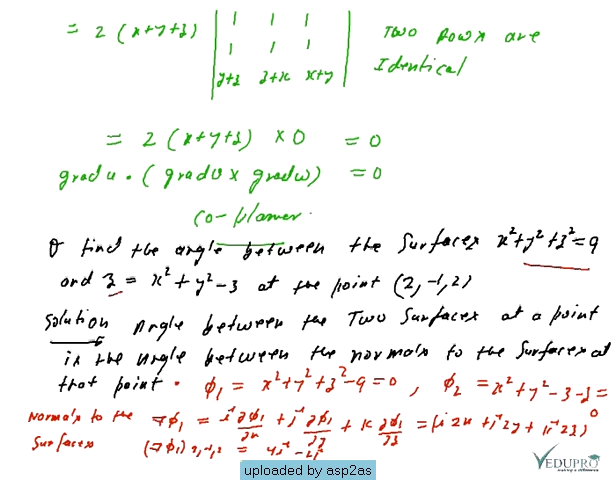 = 2 (x+y+z) | 1 1 1 | Two rows are
| 1 1 1 | Identical
| y+z z+x x+y |
= 2 (x+y+z) × 0 = 0
grad u . ( grad v x grad w) = 0
co-planer.
Q find the angle between the Surfaces x²+y²+z²=9
and z = x²+y²-3 at the point (2,-1,2)
Solution Angle between the Two Surfaces at a point
is the angle between the normals to the Surfaces at
that point. ϕ₁ = x²+y²+z²-9=0 , ϕ₂ = x²+y²-3-z=0
Normals to the ∇ϕ₁ = i ∂ϕ₁/∂x + j ∂ϕ₁/∂y + k ∂ϕ₁/∂z = (i 2x + j 2y + k 2z)
Surfaces (∇ϕ₁) 2,-1,2 = 4i - 2j
VEDUPRO
uploaded by asp2as